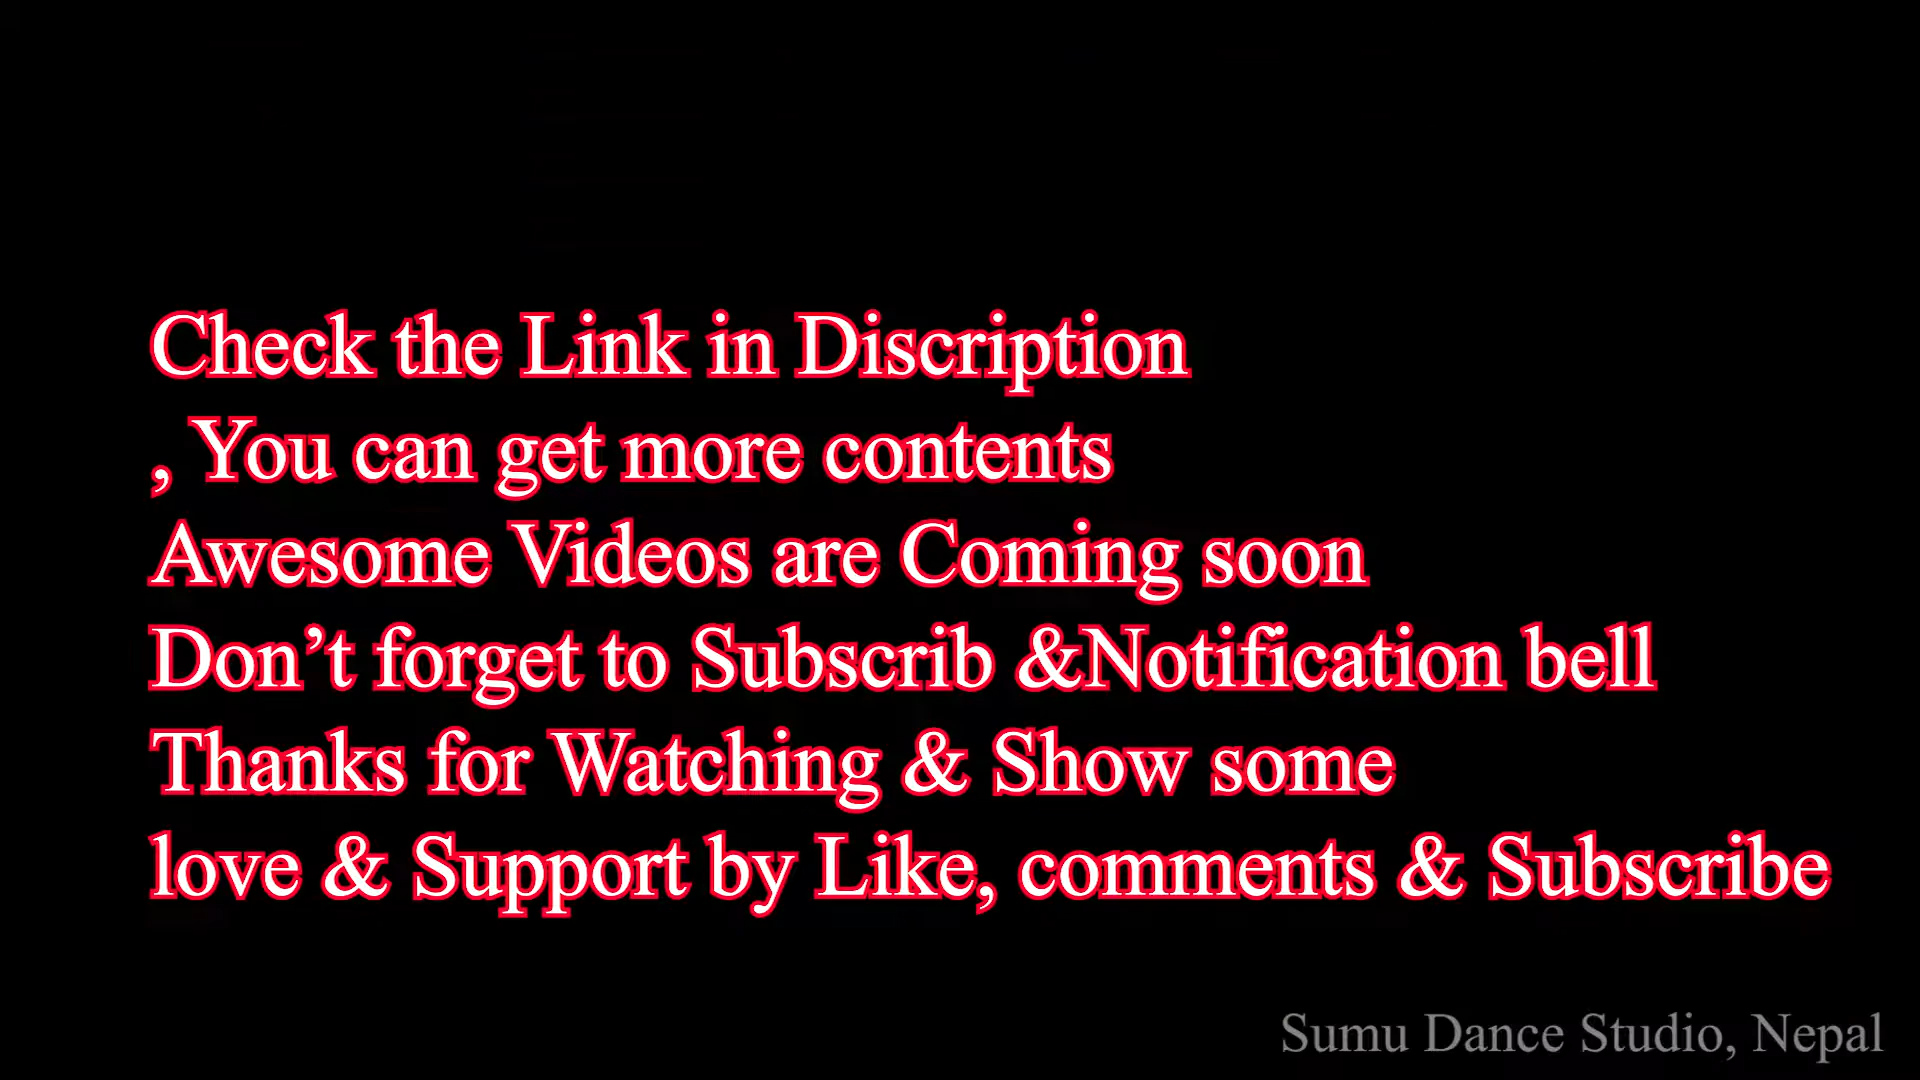 Check the Link in Discription
, You can get more contents
Awesome Videos are Coming soon
Don’t forget to Subscrib &Notification bell
Thanks for Watching & Show some
love & Support by Like, comments & Subscribe
Sumu Dance Studio, Nepal